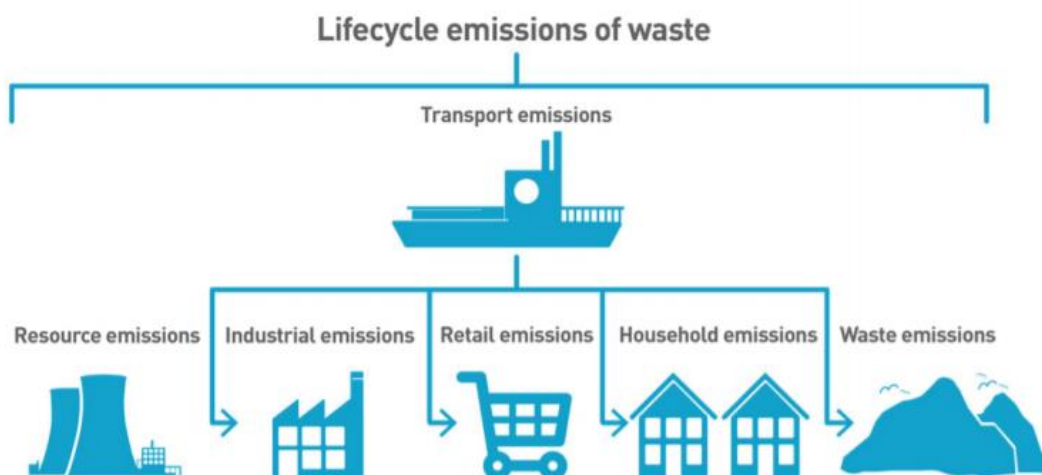 Lifecycle emissions of waste
Transport emissions
Resource emissions
Industrial emissions
Retail emissions
Household emissions
Waste emissions